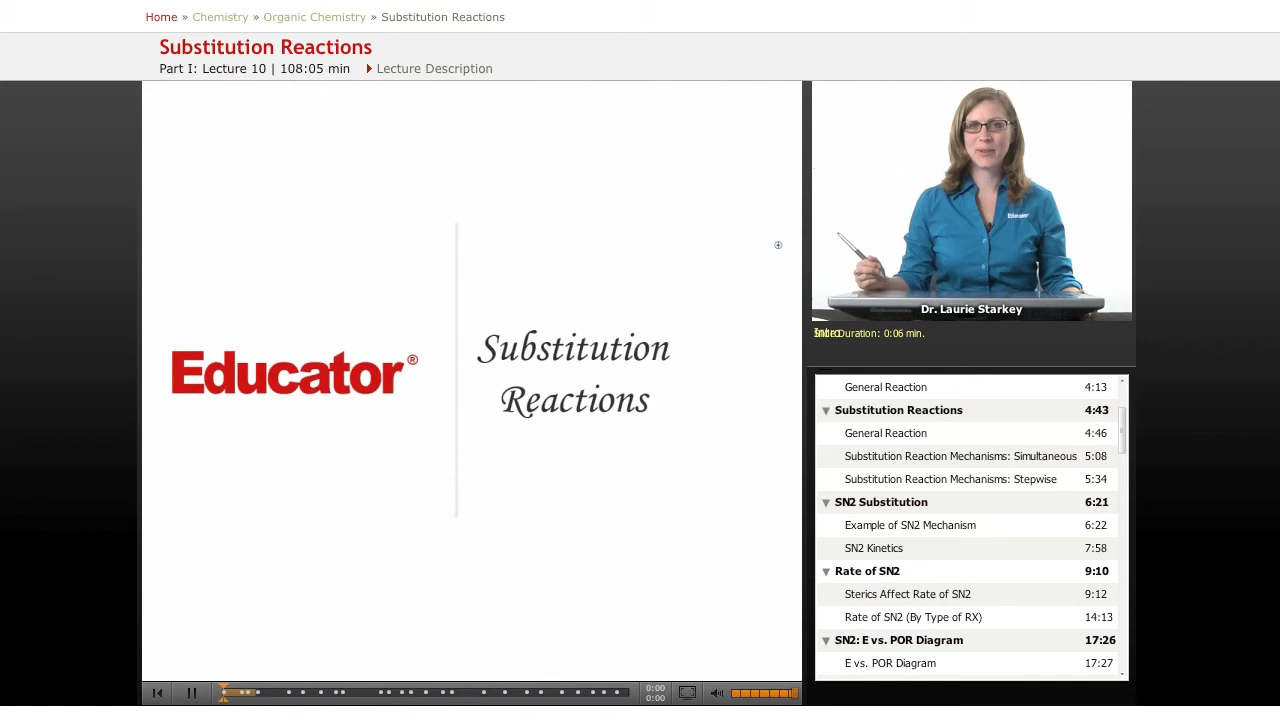 Home » Chemistry » Organic Chemistry » Substitution Reactions
Substitution Reactions
Part I: Lecture 10 | 108:05 min Lecture Description
Educator®
Substitution
Reactions
Educator
Dr. Laurie Starkey
Duration: 0:06 min.
General Reaction 4:13
Substitution Reactions 4:43
General Reaction 4:46
Substitution Reaction Mechanisms: Simultaneous 5:08
Substitution Reaction Mechanisms: Stepwise 5:34
SN2 Substitution 6:21
Example of SN2 Mechanism 6:22
SN2 Kinetics 7:58
Rate of SN2 9:10
Sterics Affect Rate of SN2 9:12
Rate of SN2 (By Type of RX) 14:13
SN2: E vs. POR Diagram 17:26
E vs. POR Diagram 17:27
0:00
0:00